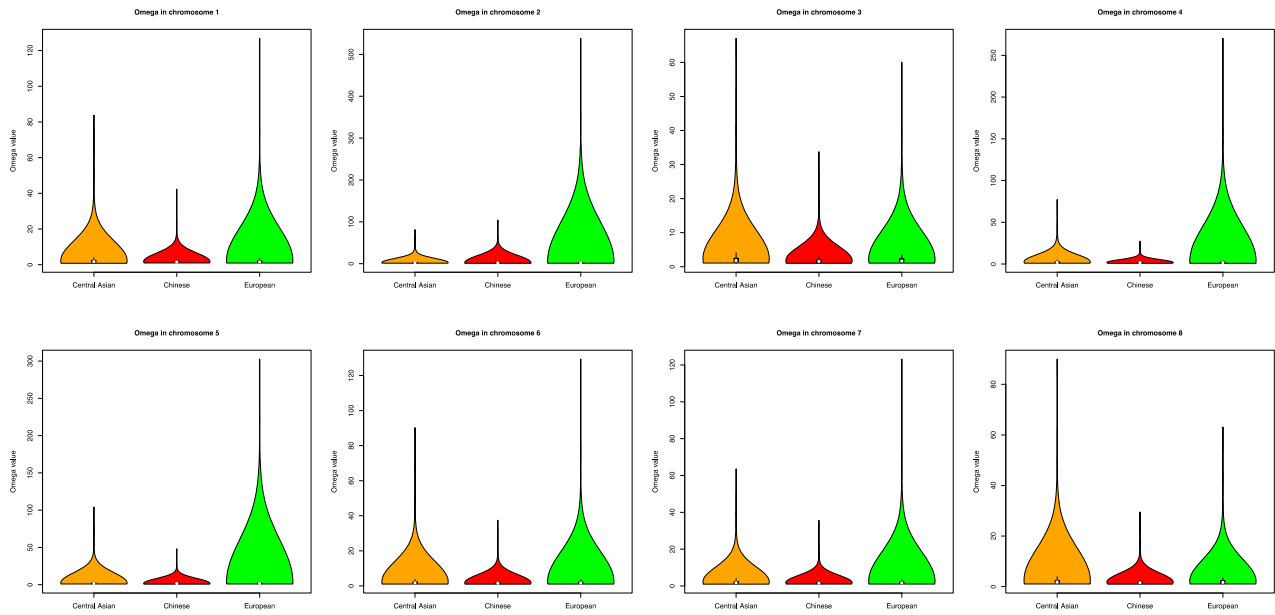 Omega in chromosome 1
Omega value
0 20 40 60 80 100 120
Central Asian Chinese European
Omega in chromosome 2
Omega value
0 100 200 300 400 500
Central Asian Chinese European
Omega in chromosome 3
Omega value
0 10 20 30 40 50 60
Central Asian Chinese European
Omega in chromosome 4
Omega value
0 50 100 150 200 250
Central Asian Chinese European
Omega in chromosome 5
Omega value
0 50 100 150 200 250 300
Central Asian Chinese European
Omega in chromosome 6
Omega value
0 20 40 60 80 100 120
Central Asian Chinese European
Omega in chromosome 7
Omega value
0 20 40 60 80 100 120
Central Asian Chinese European
Omega in chromosome 8
Omega value
0 20 40 60 80
Central Asian Chinese European